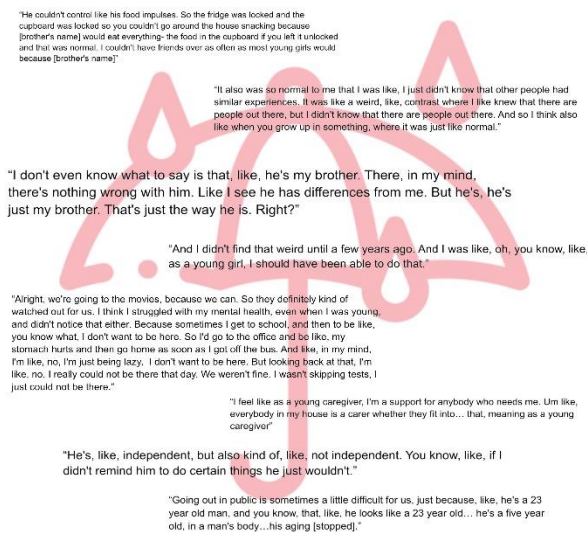 "He couldn't control like his food impulses. So the fridge was locked and the
cupboard was locked so you couldn't go around the house snacking because
[brother's name] would eat everything- the food in the cupboard if you left it unlocked
and that was normal. I couldn't have friends over as often as most young girls would
because [brother's name]"
"It also was so normal to me that I was like, I just didn't know that other people had
similar experiences. It was like a weird, like, contrast where I like knew that there are
people out there, but I didn't know that there are people out there. And so I think also
like when you grow up in something, where it was just like normal."
"I don't even know what to say is that, like, he's my brother. There, in my mind,
there's nothing wrong with him. Like I see he has differences from me. But he's, he's
just my brother. That's just the way he is. Right?"
"And I didn't find that weird until a few years ago. And I was like, oh, you know, like,
as a young girl, I should have been able to do that."
"Alright, we're going to the movies, because we can. So they definitely kind of
watched out for us. I think I struggled with my mental health, even when I was young,
and didn't notice that either. Because sometimes I get to school, and then to be like,
you know what, I don't want to be here. So I'd go to the office and be like, my
stomach hurts and then go home as soon as I got off the bus. And like, in my mind,
I'm like, no, I'm just being lazy,  I don't want to be here. But looking back at that, I'm
like. no. I really could not be there that day. We weren't fine. I wasn't skipping tests, I
just could not be there."
"I feel like as a young caregiver, I'm a support for anybody who needs me. Um like,
everybody in my house is a carer whether they fit into… that, meaning as a young
caregiver"
"He's, like, independent, but also kind of, like, not independent. You know, like, if I
didn't remind him to do certain things he just wouldn't."
"Going out in public is sometimes a little difficult for us, just because, like, he's a 23
year old man, and you know, that, like, he looks like a 23 year old… he's a five year
old, in a man's body…his aging [stopped]."